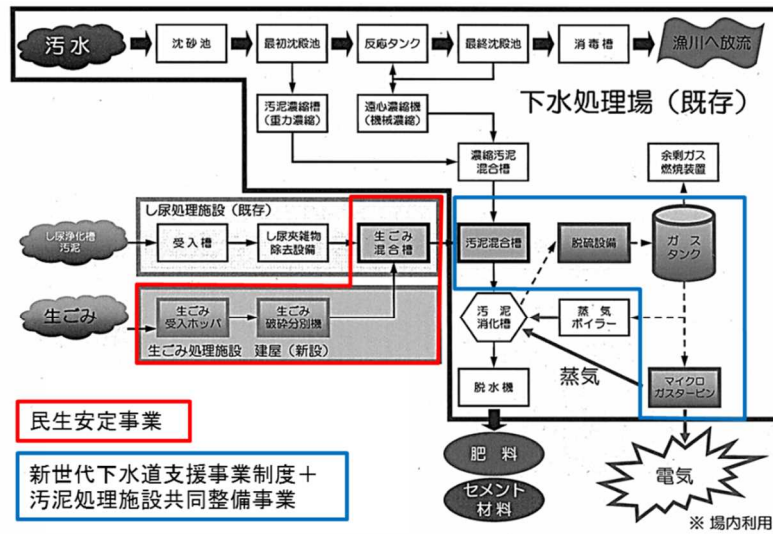 汚水
沈砂池
最初沈殿池
反応タンク
最終沈殿池
消毒槽
漁川へ放流
汚泥濃縮槽
(重力濃縮)
遠心濃縮機
(機械濃縮)
下水処理場（既存）
濃縮汚泥
混合槽
余剰ガス
燃焼装置
し尿処理施設（既存）
し尿浄化槽
汚泥
受入槽
し尿夾雑物
除去設備
生ごみ
混合槽
汚泥混合槽
脱硫設備
ガス
タンク
生ごみ
生ごみ
受入ホッパ
生ごみ
破砕分別機
生ごみ処理施設　建屋（新設）
汚泥
消化槽
蒸気
ボイラー
蒸気
脱水機
マイクロ
ガスタービン
民生安定事業
新世代下水道支援事業制度＋
汚泥処理施設共同整備事業
肥料
セメント
材料
電気
※ 場内利用